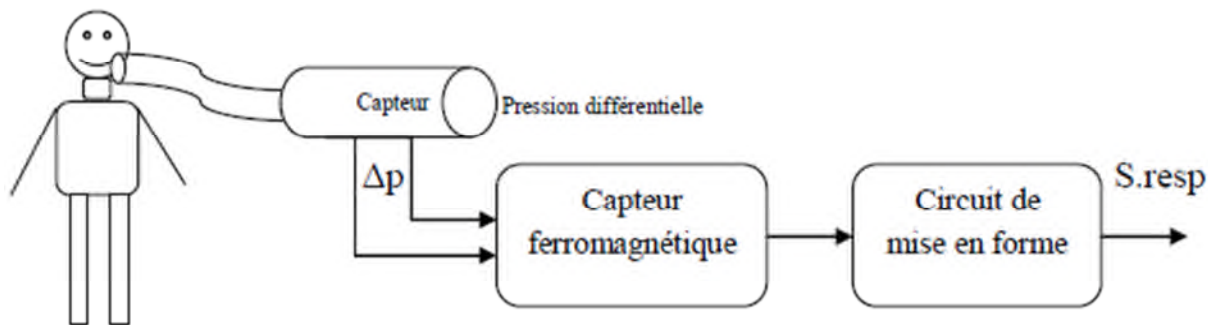 Capteur
Pression différentielle
Δp
Capteur
ferromagnétique
Circuit de
mise en forme
S.resp